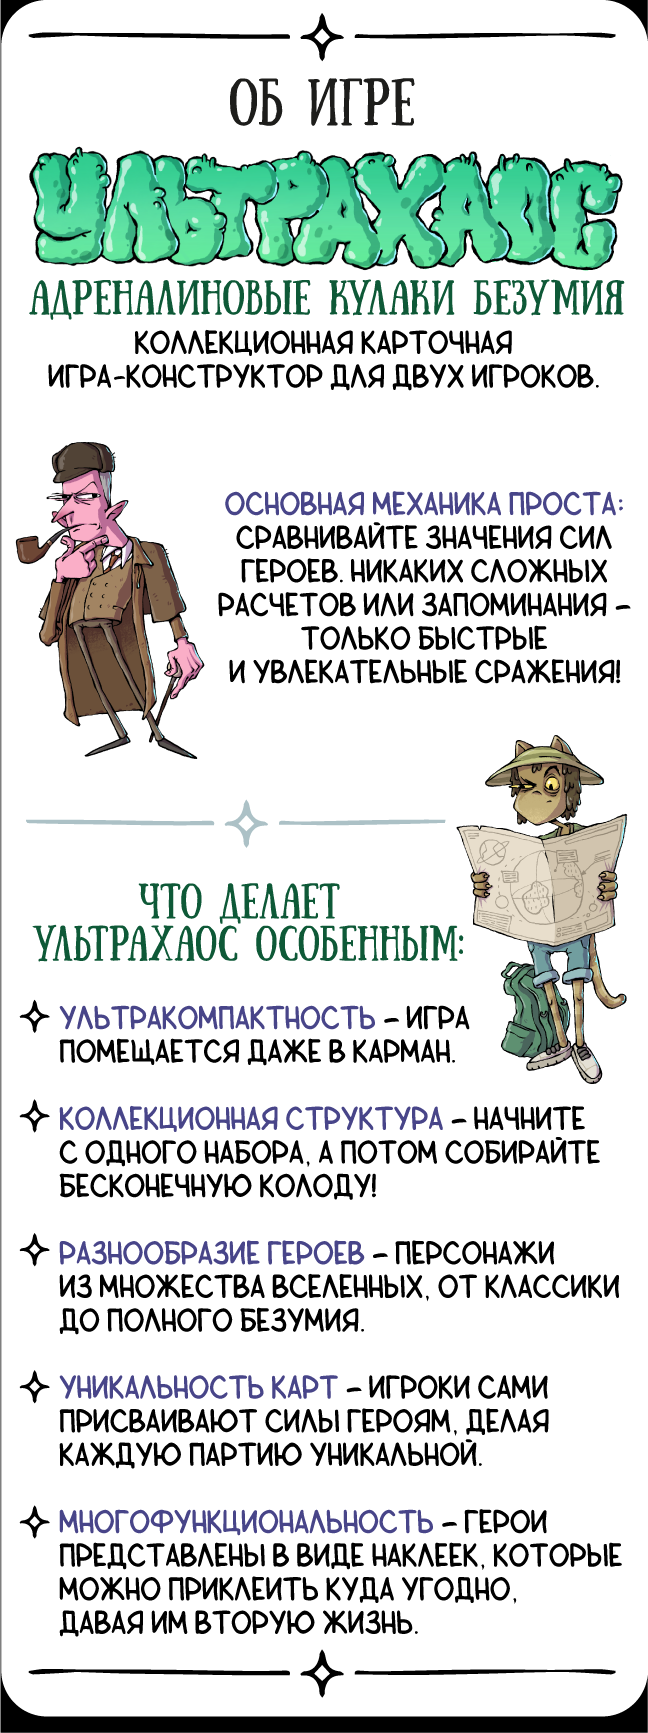 ОБ ИГРЕ
УЛЬТРАХАОС
АДРЕНАЛИНОВЫЕ КУЛАКИ БЕЗУМИЯ
КОЛЛЕКЦИОННАЯ КАРТОЧНАЯ
ИГРА-КОНСТРУКТОР ДЛЯ ДВУХ ИГРОКОВ.
ОСНОВНАЯ МЕХАНИКА ПРОСТА:
СРАВНИВАЙТЕ ЗНАЧЕНИЯ СИЛ
ГЕРОЕВ. НИКАКИХ СЛОЖНЫХ
РАСЧЕТОВ ИЛИ ЗАПОМИНАНИЯ –
ТОЛЬКО БЫСТРЫЕ
И УВЛЕКАТЕЛЬНЫЕ СРАЖЕНИЯ!
ЧТО ДЕЛАЕТ
УЛЬТРАХАОС ОСОБЕННЫМ:
УЛЬТРАКОМПАКТНОСТЬ – ИГРА
ПОМЕЩАЕТСЯ ДАЖЕ В КАРМАН.
КОЛЛЕКЦИОННАЯ СТРУКТУРА – НАЧНИТЕ
С ОДНОГО НАБОРА, А ПОТОМ СОБИРАЙТЕ
БЕСКОНЕЧНУЮ КОЛОДУ!
РАЗНООБРАЗИЕ ГЕРОЕВ – ПЕРСОНАЖИ
ИЗ МНОЖЕСТВА ВСЕЛЕННЫХ, ОТ КЛАССИКИ
ДО ПОЛНОГО БЕЗУМИЯ.
УНИКАЛЬНОСТЬ КАРТ – ИГРОКИ САМИ
ПРИСВАИВАЮТ СИЛЫ ГЕРОЯМ, ДЕЛАЯ
КАЖДУЮ ПАРТИЮ УНИКАЛЬНОЙ.
МНОГОФУНКЦИОНАЛЬНОСТЬ – ГЕРОИ
ПРЕДСТАВЛЕНЫ В ВИДЕ НАКЛЕЕК, КОТОРЫЕ
МОЖНО ПРИКЛЕИТЬ КУДА УГОДНО,
ДАВАЯ ИМ ВТОРУЮ ЖИЗНЬ.